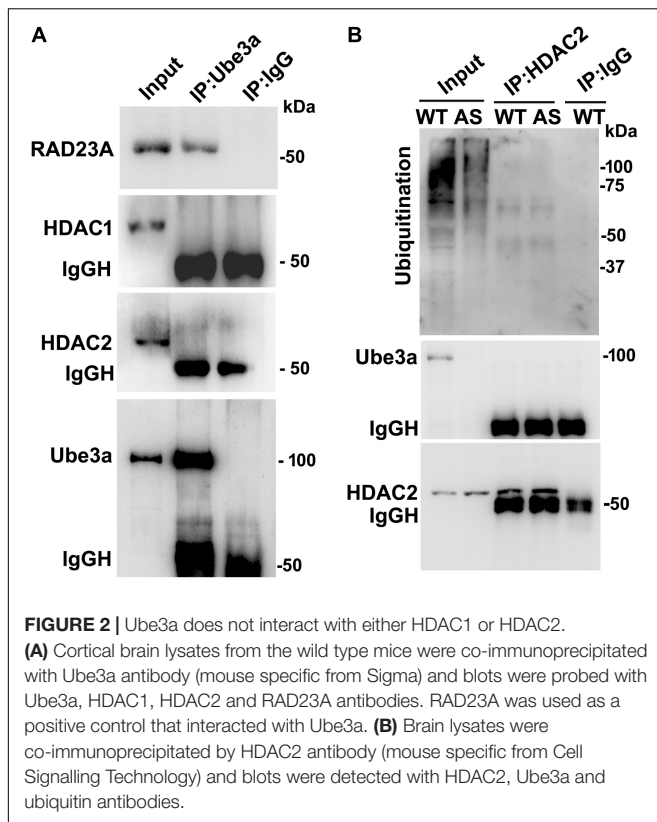 A
Input IP:Ube3a IP:IgG
kDa
RAD23A
- 50
HDAC1
IgGH
- 50
HDAC2
IgGH
- 50
Ube3a
- 100
IgGH
-50
B
Input IP:HDAC2 IP:IgG
WT AS WT AS WT
kDa
Ubiquitination
-100
-75
-50
-37
Ube3a
-100
IgGH
HDAC2
-50
IgGH
FIGURE 2 | Ube3a does not interact with either HDAC1 or HDAC2.
(A) Cortical brain lysates from the wild type mice were co-immunoprecipitated
with Ube3a antibody (mouse specific from Sigma) and blots were probed with
Ube3a, HDAC1, HDAC2 and RAD23A antibodies. RAD23A was used as a
positive control that interacted with Ube3a. (B) Brain lysates were
co-immunoprecipitated by HDAC2 antibody (mouse specific from Cell
Signalling Technology) and blots were detected with HDAC2, Ube3a and
ubiquitin antibodies.